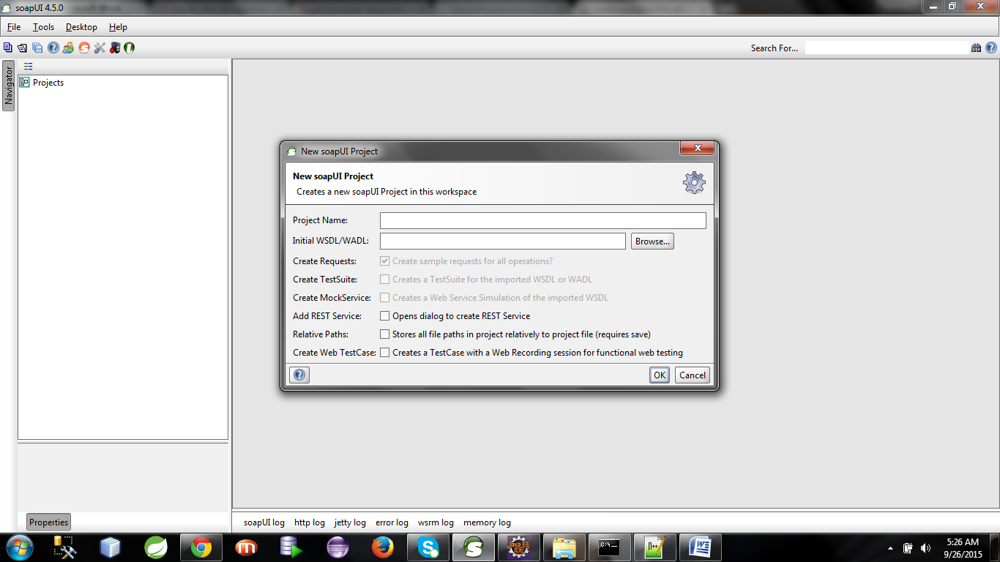 soapUI 4.5.0
File Tools Desktop Help
Search For...
Navigator
Projects
New soapUI Project
New soapUI Project
Creates a new soapUI Project in this workspace
Project Name:
Initial WSDL/WADL: Browse...
Create Requests: Create sample requests for all operations?
Create TestSuite: Creates a TestSuite for the imported WSDL or WADL
Create MockService: Creates a Web Service Simulation of the imported WSDL
Add REST Service: Opens dialog to create REST Service
Relative Paths: Stores all file paths in project relatively to project file (requires save)
Create Web TestCase: Creates a TestCase with a Web Recording session for functional web testing
OK Cancel
Properties
soapUI log http log jetty log error log wsrm log memory log
Java EE
IDE
C:\
5:26 AM
9/26/2015